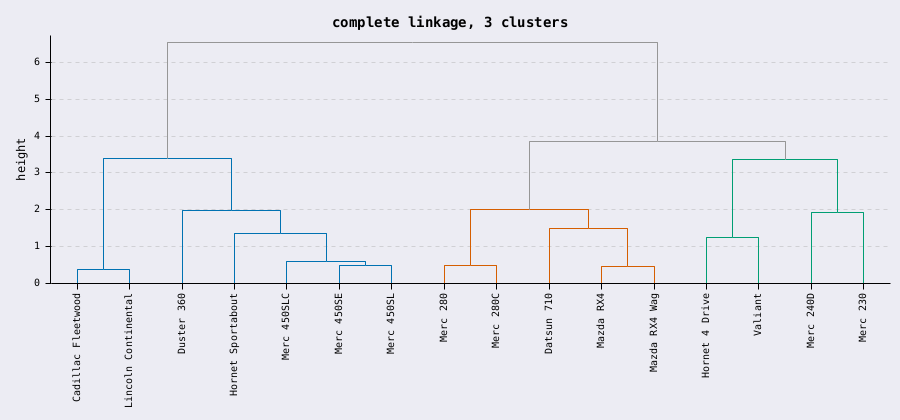 complete linkage, 3 clusters
height
6
5
4
3
2
1
0
Cadillac Fleetwood
Lincoln Continental
Duster 360
Hornet Sportabout
Merc 450SLC
Merc 450SE
Merc 450SL
Merc 280
Merc 280C
Datsun 710
Mazda RX4
Mazda RX4 Wag
Hornet 4 Drive
Valiant
Merc 240D
Merc 230